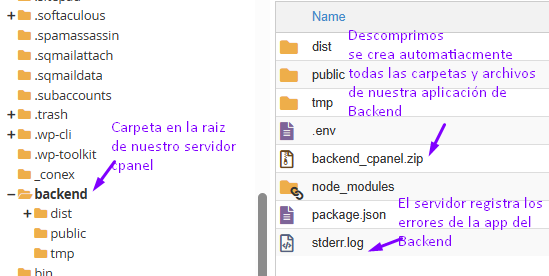 .softaculous
.spamassassin
.sqmailattach
.sqmaildata
.subaccounts
.trash
.wp-cli
.wp-toolkit
_conex
backend
dist
public
tmp
bin
Carpeta en la raiz
de nuestro servidor
cpanel
Name
dist
public
tmp
.env
backend_cpanel.zip
node_modules
package.json
stderr.log
Descomprimos
se crea automatiacmente
todas las carpetas y archivos
de nuestra aplicación de
Backend
El servidor registra los
errores de la app del
Backend